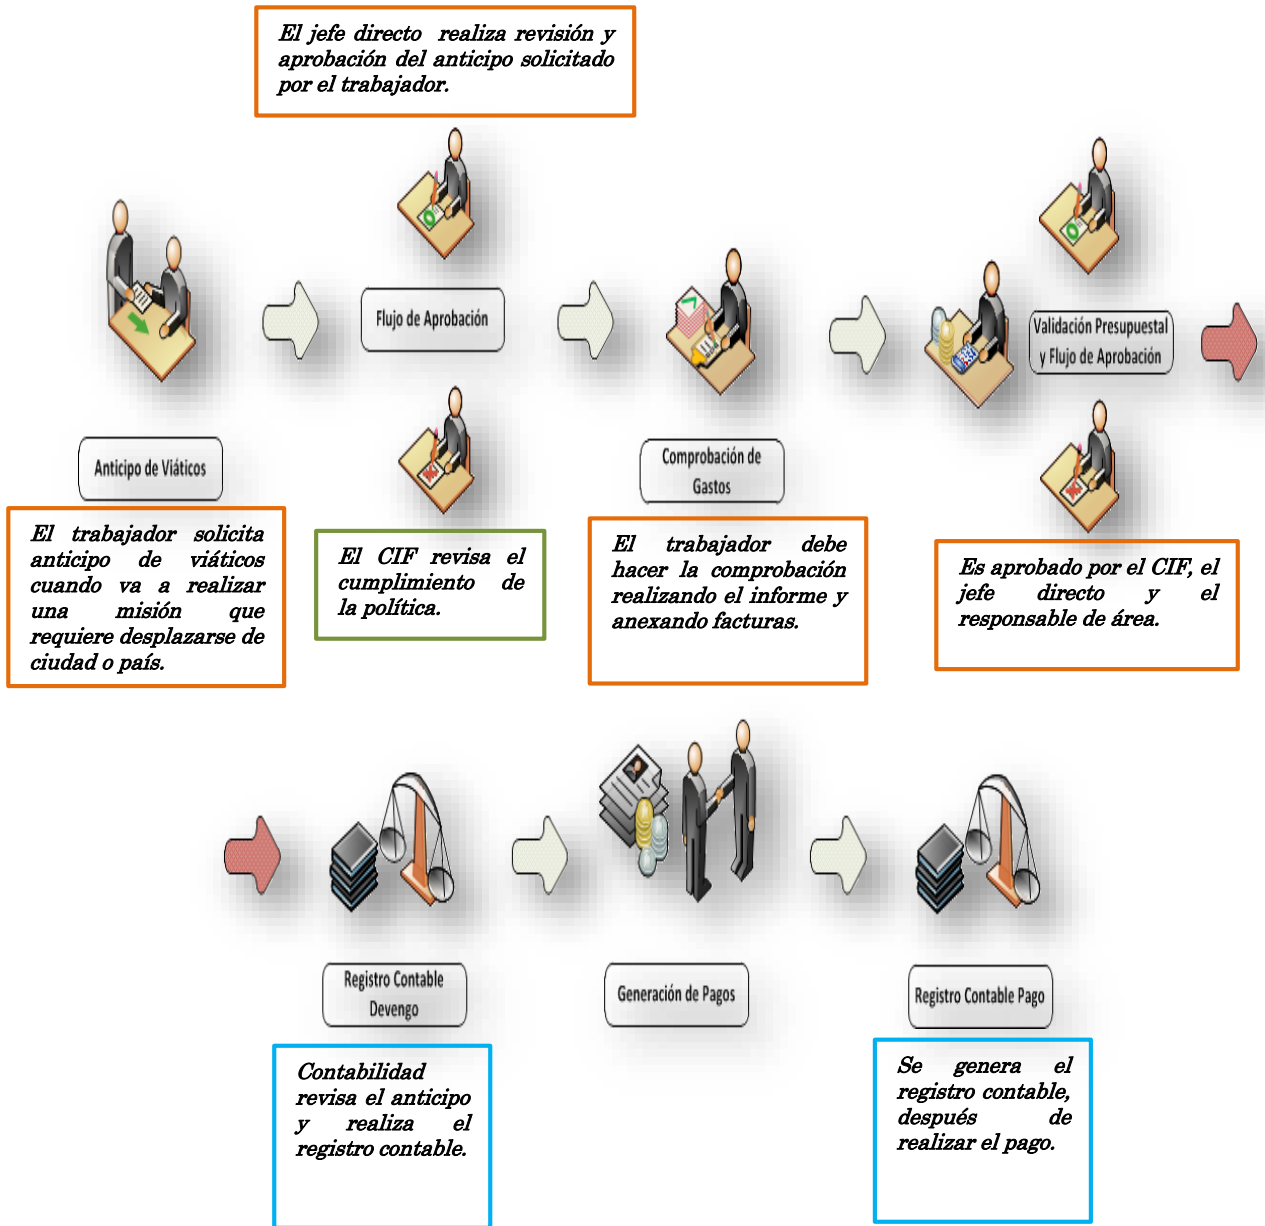 El jefe directo realiza revisión y
aprobación del anticipo solicitado
por el trabajador.
Flujo de Aprobación
Validación Presupuestal
y Flujo de Aprobación
Anticipo de Viáticos
Comprobación de
Gastos
El trabajador solicita
anticipo de viáticos
cuando va a realizar
una misión que
requiere desplazarse de
ciudad o país.
El CIF revisa el
cumplimiento de
la política.
El trabajador debe
hacer la comprobación
realizando el informe y
anexando facturas.
Es aprobado por el CIF, el
jefe directo y el
responsable de área.
Registro Contable
Devengo
Generación de Pagos
Registro Contable Pago
Contabilidad
revisa el anticipo
y realiza el
registro contable.
Se genera el
registro contable,
después de
realizar el pago.